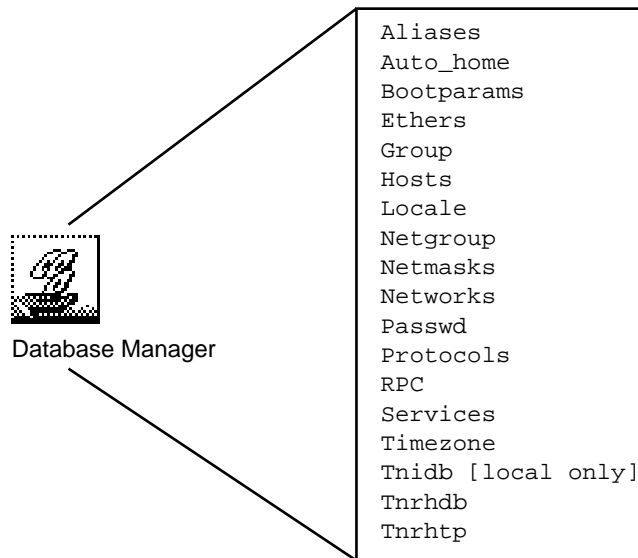 Aliases
Auto_home
Bootparams
Ethers
Group
Hosts
Locale
Netgroup
Netmasks
Networks
Passwd
Protocols
RPC
Services
Timezone
Tnidb [local only]
Tnrhdb
Tnrhtp
Database Manager